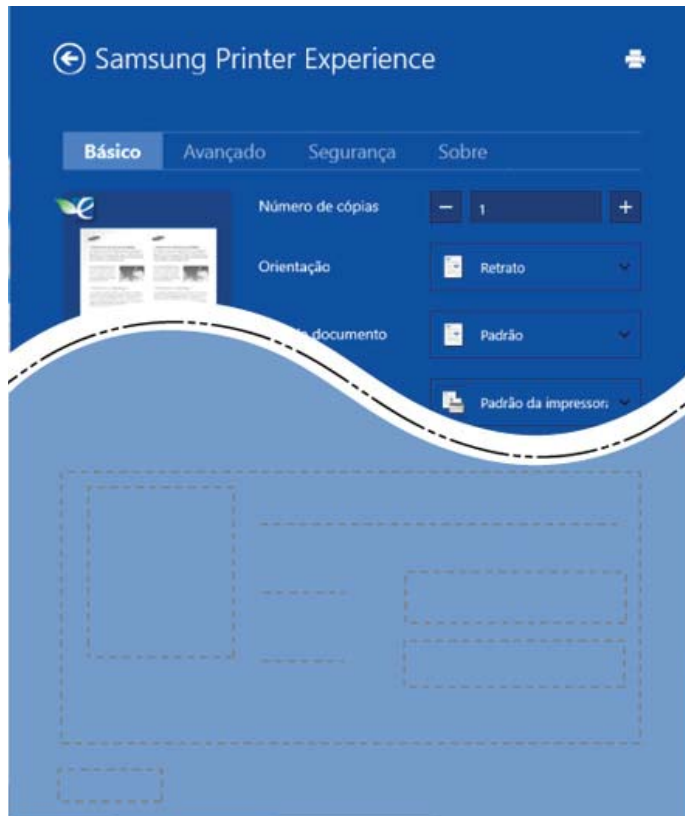 Samsung Printer Experience
Básico Avançado Segurança Sobre
Número de cópias − 1 +
Orientação Retrato
documento Padrão
Padrão da impressor